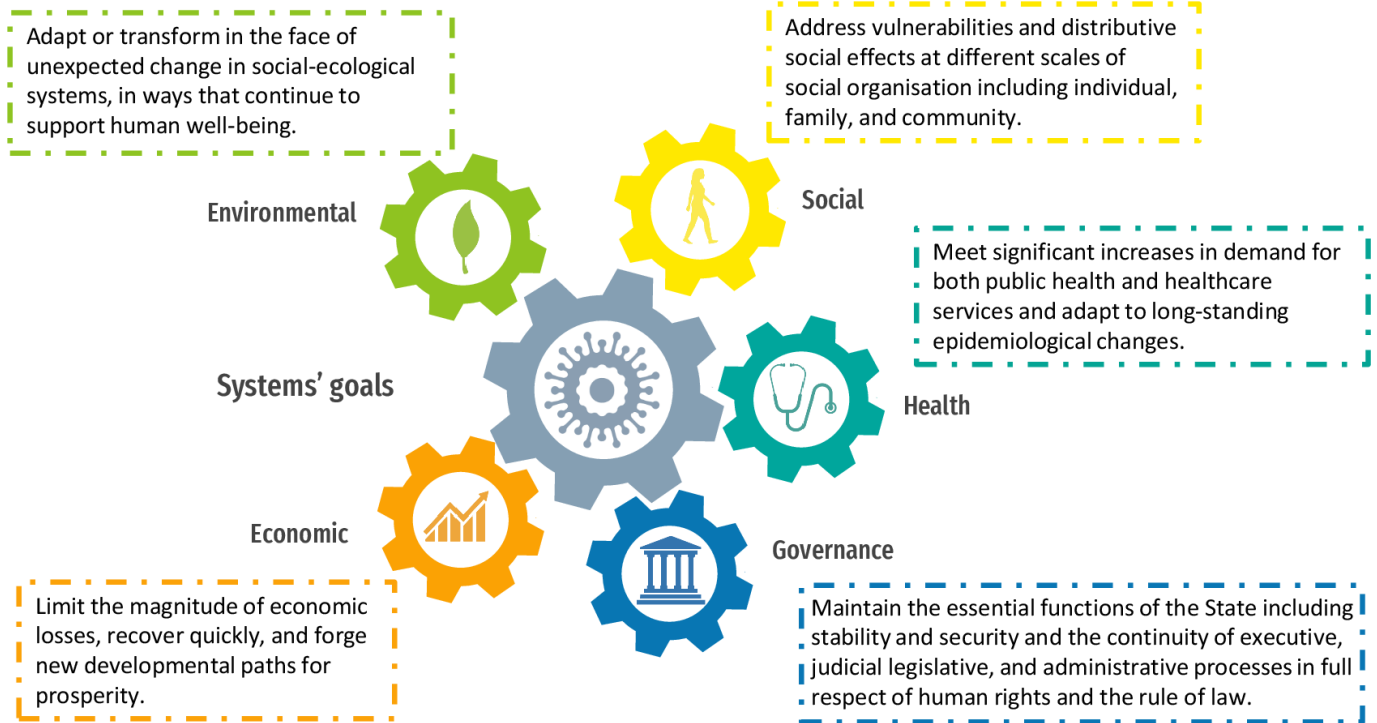 Adapt or transform in the face of
unexpected change in social-ecological
systems, in ways that continue to
support human well-being.
Address vulnerabilities and distributive
social effects at different scales of
social organisation including individual,
family, and community.
Environmental
Social
Meet significant increases in demand for
both public health and healthcare
services and adapt to long-standing
epidemiological changes.
Systems’ goals
Health
Economic
Governance
Limit the magnitude of economic
losses, recover quickly, and forge
new developmental paths for
prosperity.
Maintain the essential functions of the State including
stability and security and the continuity of executive,
judicial legislative, and administrative processes in full
respect of human rights and the rule of law.